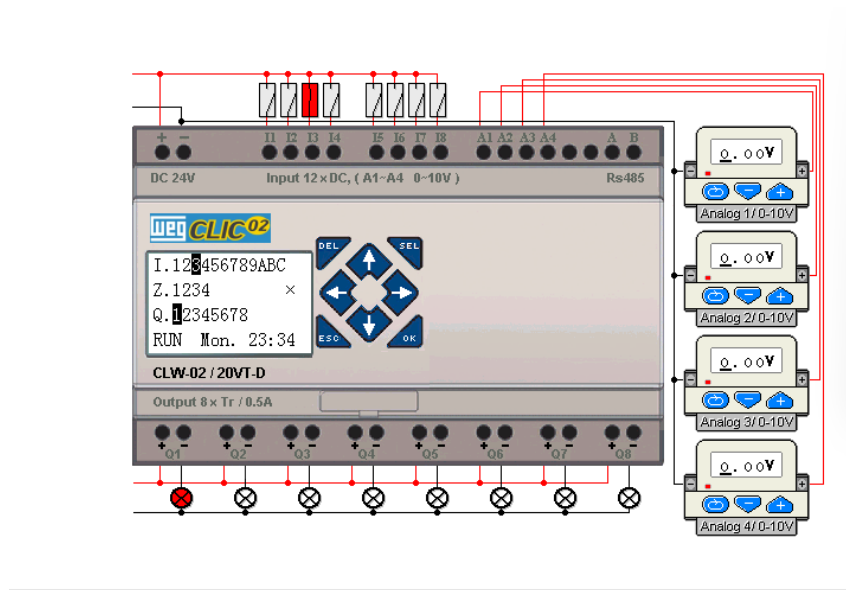 + − I1 I2 I3 I4 I5 I6 I7 I8 A1 A2 A3 A4 A B
DC 24V Input 12 x DC, ( A1~A4 0~10V ) Rs485
WEG CLIC 02
DEL SEL
I.123456789ABC
Z.1234 ×
Q.12345678
RUN Mon. 23:34
ESC OK
CLW-02 / 20VT-D
Output 8 x Tr / 0.5A
+ − + − + − + − + − + − + − + −
Q1 Q2 Q3 Q4 Q5 Q6 Q7 Q8
0.00V
− +
Analog 1/ 0-10V
0.00V
− +
Analog 2/ 0-10V
0.00V
− +
Analog 3/ 0-10V
0.00V
− +
Analog 4/ 0-10V